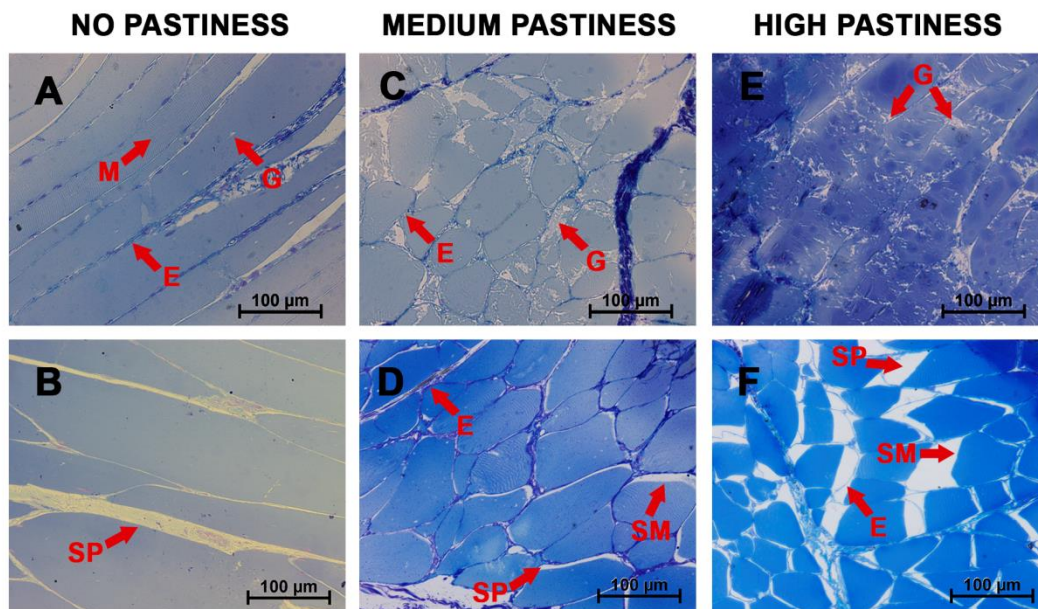 NO PASTINESS
MEDIUM PASTINESS
HIGH PASTINESS
A
M
G
E
100 µm
C
E
G
100 µm
E
G
100 µm
B
SP
100 µm
D
E
SM
SP
100 µm
F
SP
SM
E
100 µm